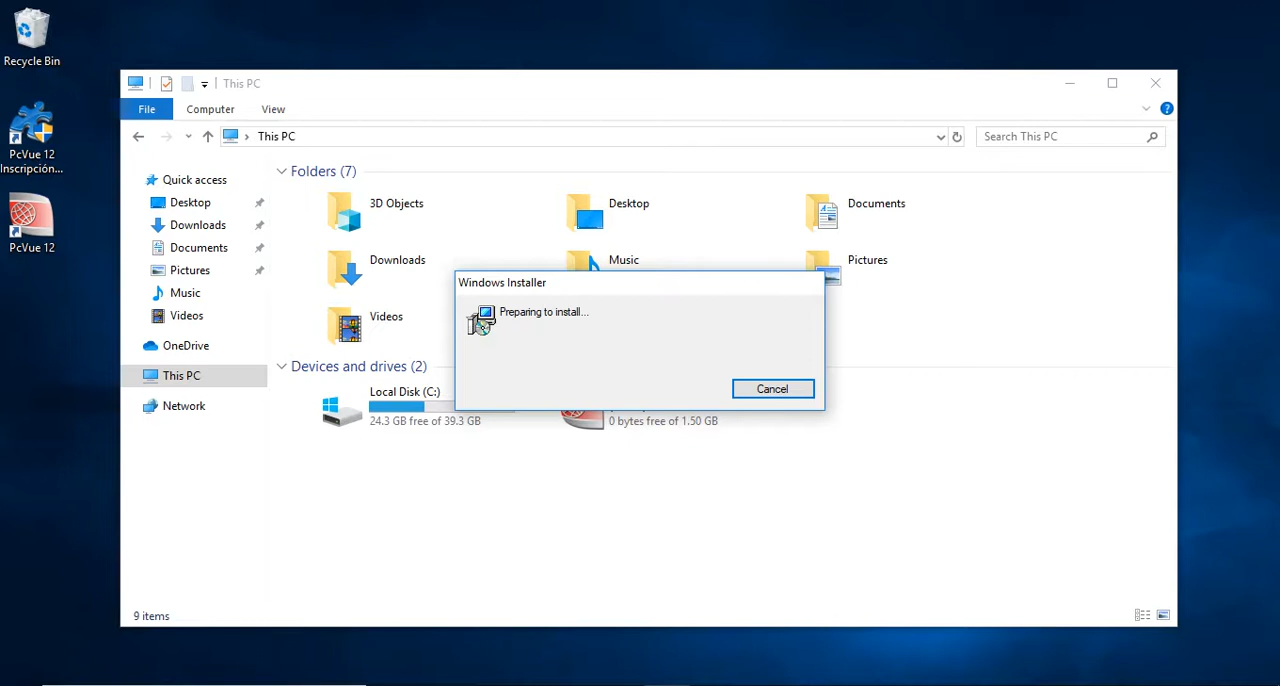 Recycle Bin
PcVue 12
Inscripción...
PcVue 12
This PC
File
Computer
View
This PC
Search This PC
Quick access
Desktop
Downloads
Documents
Pictures
Music
Videos
OneDrive
This PC
Network
Folders (7)
3D Objects
Desktop
Documents
Downloads
Music
Pictures
Videos
Devices and drives (2)
Local Disk (C:)
24.3 GB free of 39.3 GB
0 bytes free of 1.50 GB
Windows Installer
Preparing to install...
Cancel
9 items